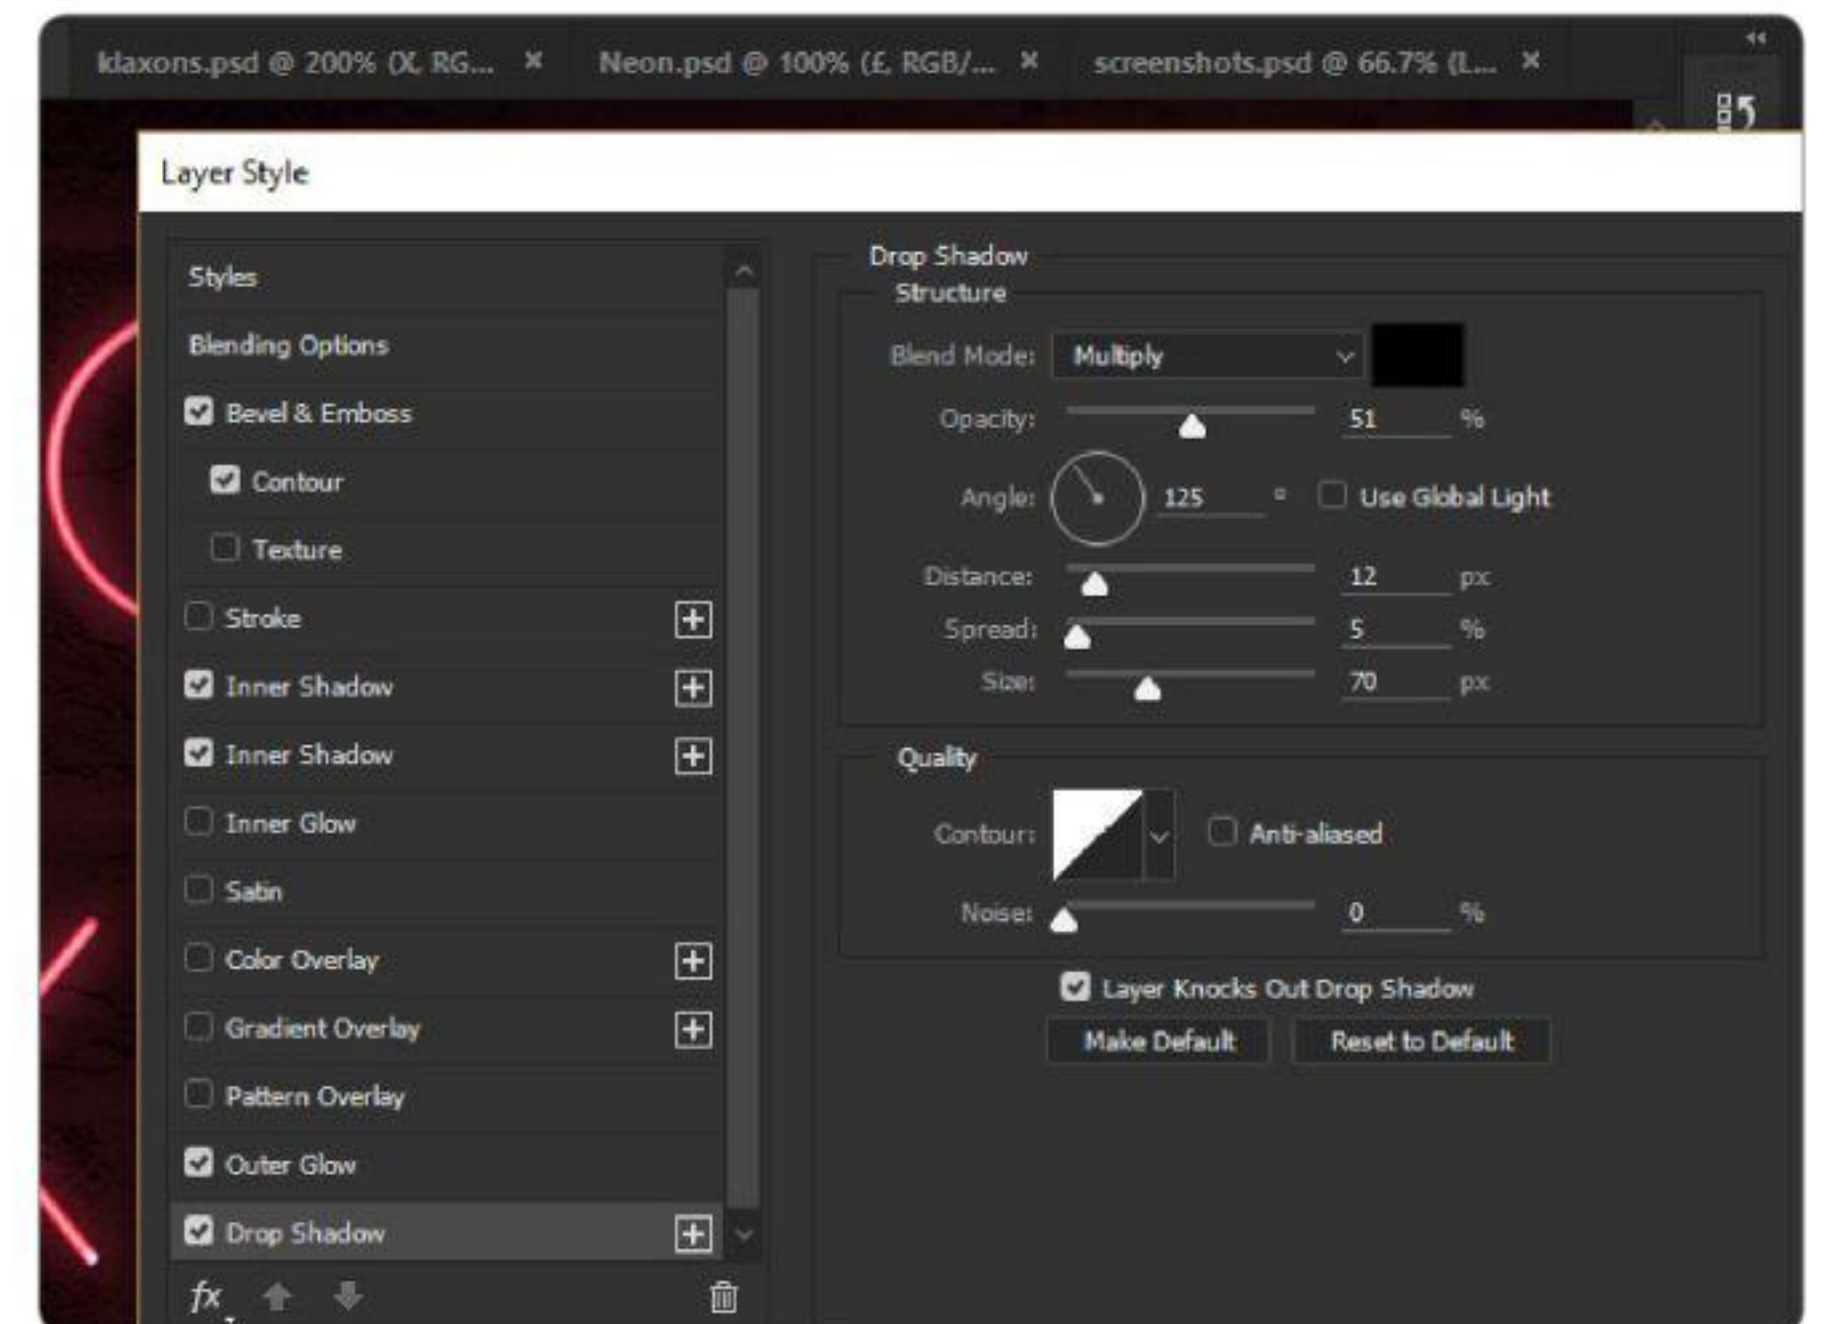 klaxons.psd @ 200% (X, RG... × Neon.psd @ 100% (£, RGB/... × screenshots.psd @ 66.7% (L... ×
Layer Style
Styles
Blending Options
Bevel & Emboss
Contour
Texture
Stroke
Inner Shadow
Inner Shadow
Inner Glow
Satin
Color Overlay
Gradient Overlay
Pattern Overlay
Outer Glow
Drop Shadow
fx
Drop Shadow
Structure
Blend Mode: Multiply
Opacity: 51 %
Angle: 125 ° Use Global Light
Distance: 12 px
Spread: 5 %
Size: 70 px
Quality
Contour: Anti-aliased
Noise: 0 %
Layer Knocks Out Drop Shadow
Make Default Reset to Default